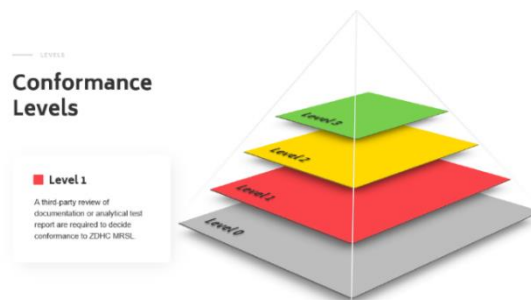 LEVELS
Conformance
Levels
Level 1
A third-party review of
documentation or analytical test
report are required to decide
conformance to ZDHC MRSL.
Level 3
Level 2
Level 1
Level 0